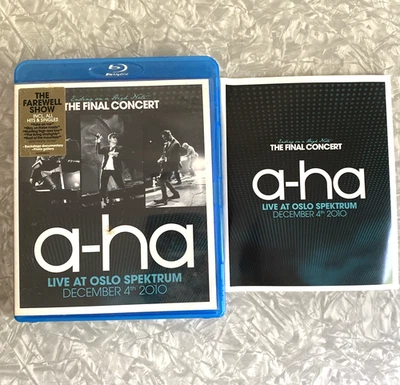 Blu-ray Disc
THE
FAREWELL
SHOW
INCL. ALL
HITS & SINGLES
Ending on a High Note
THE FINAL CONCERT
a-ha
LIVE AT OSLO SPEKTRUM
DECEMBER 4TH 2010
Ending on a High Note
THE FINAL CONCERT
a-ha
LIVE AT OSLO SPEKTRUM
DECEMBER 4TH 2010